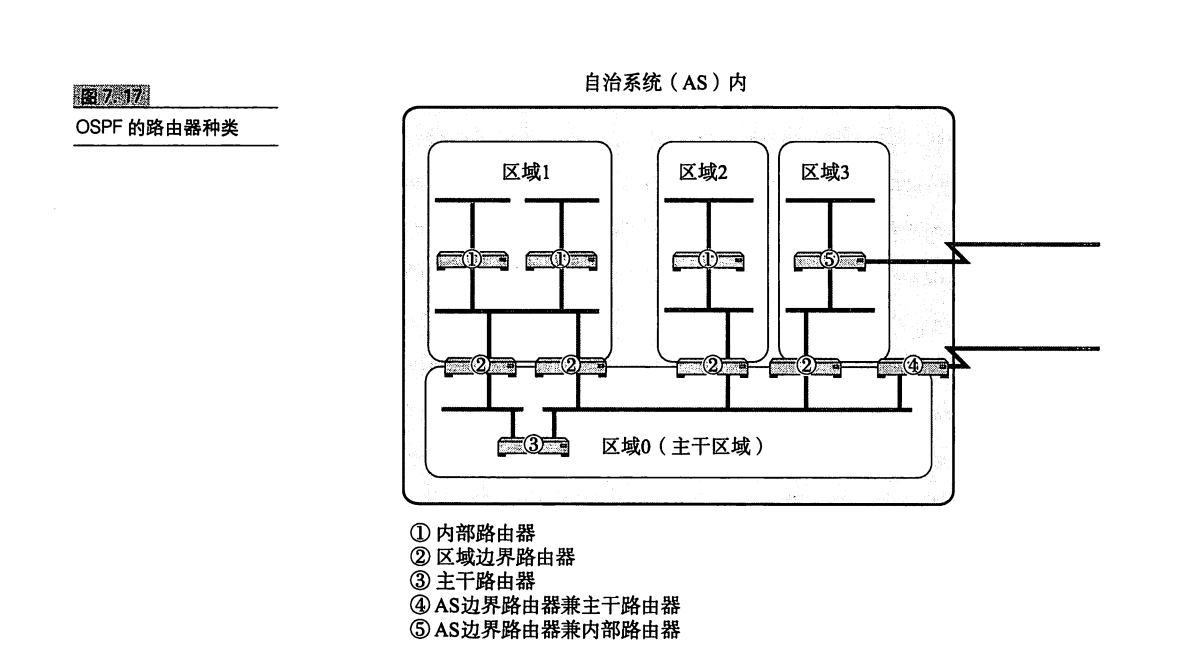 图7.17
OSPF 的路由器种类
自治系统（AS）内
区域1
区域2
区域3
①
①
①
⑤
②
②
②
②
④
③
区域0（主干区域）
① 内部路由器
② 区域边界路由器
③ 主干路由器
④ AS边界路由器兼主干路由器
⑤ AS边界路由器兼内部路由器